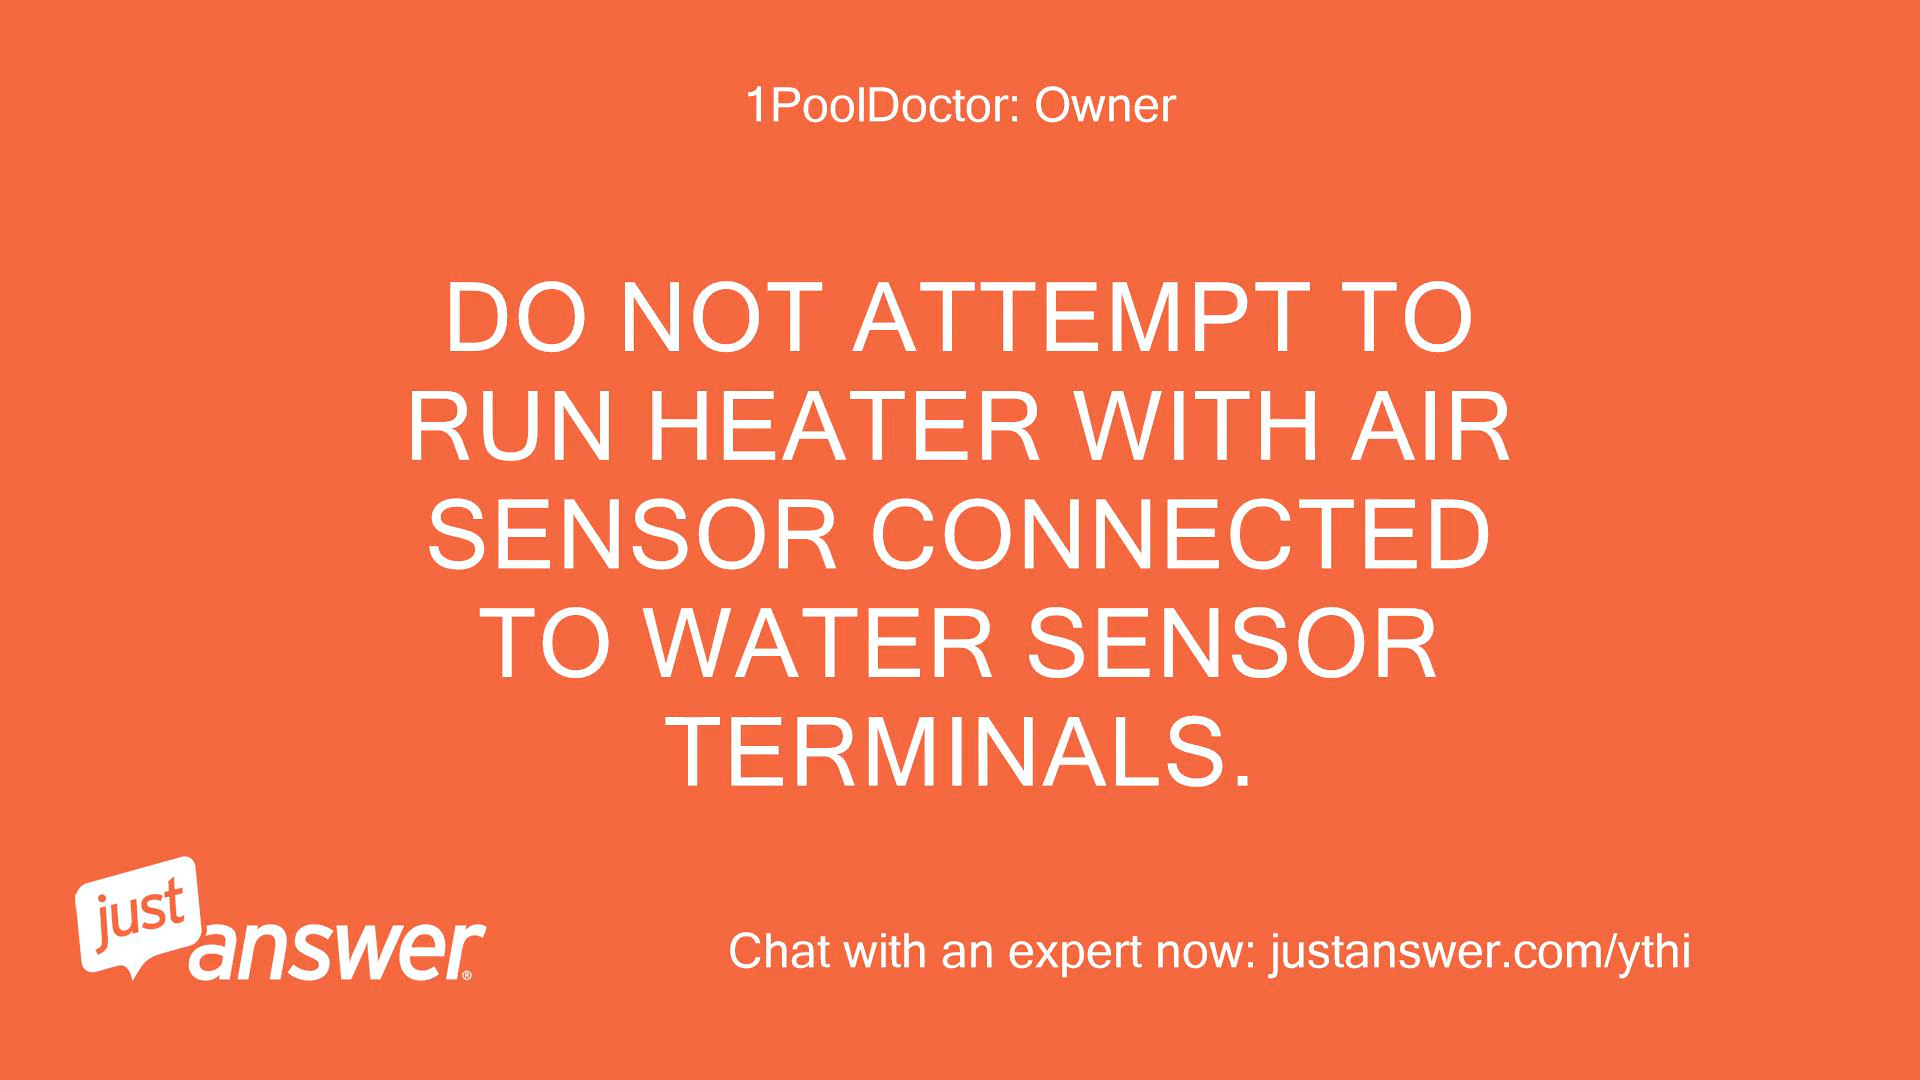 1PoolDoctor: Owner
DO NOT ATTEMPT TO
RUN HEATER WITH AIR
SENSOR CONNECTED
TO WATER SENSOR
TERMINALS.
just
answer®
Chat with an expert now: justanswer.com/ythi